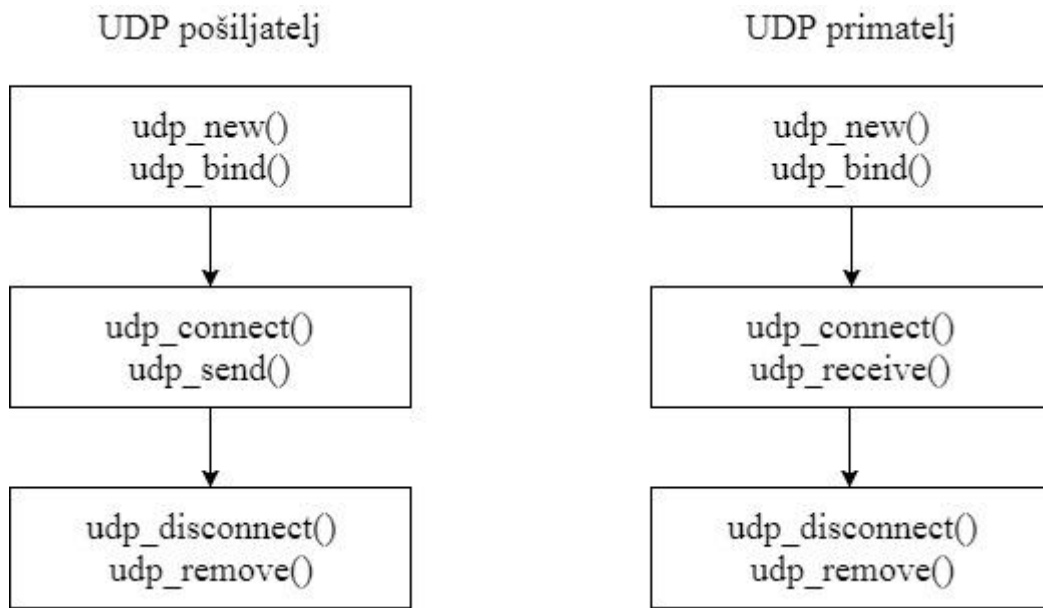 UDP pošiljatelj
udp_new()
udp_bind()
udp_connect()
udp_send()
udp_disconnect()
udp_remove()
UDP primatelj
udp_new()
udp_bind()
udp_connect()
udp_receive()
udp_disconnect()
udp_remove()